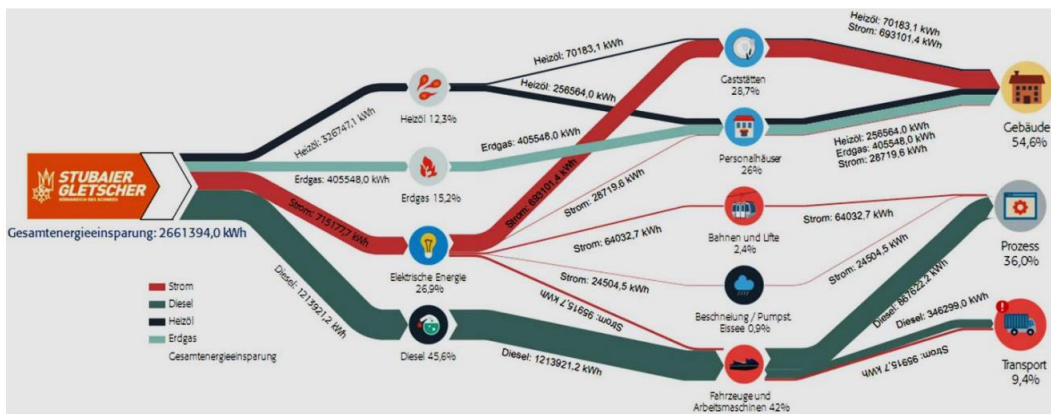 Heizöl: 70183,1 kWh
Strom: 693101.4 kWh
Heizöl: 70183,1 kWh
Gaststätten
28,7%
Heizöl: 256564,0 kWh
Heizöl 12,3%
Heizöl: 326747,1 kWh
Gebäude
54,6%
Erdgas: 405548,0 kWh
Personalhäuser
26%
Heizöl: 256564.0 kWh
Erdgas: 405548.0 kWh
Strom: 28719,6 kWh
STUBAIER
GLETSCHER
KÖNIGREICH DES SCHNEES
Erdgas: 405548,0 kWh
Erdgas 15,2%
Strom: 693101.4 kWh
Strom: 28719.6 kWh
Gesamtenergieeinsparung: 2661394,0 kWh
Strom: 715177,7 kWh
Elektrische Energie
26,9%
Strom: 64032,7 kWh
Bahnen und Lifte
2,4%
Strom: 64032,7 kWh
Strom: 24504,5 kWh
Prozess
36,0%
Strom: 24504,5 kWh
Beschneiung / Pumpst.
Eissee 0,9%
Diesel: 867622,2 kWh
Strom
Diesel
Heizöl
Erdgas
Gesamtenergieeinsparung
Diesel: 1213921,2 kWh
Diesel 45,6%
Strom: 95915,7 kWh
Diesel: 1213921,2 kWh
Diesel: 346299,0 kWh
Strom: 95915,7 kWh
Fahrzeuge und
Arbeitsmaschinen 42%
Transport
9,4%